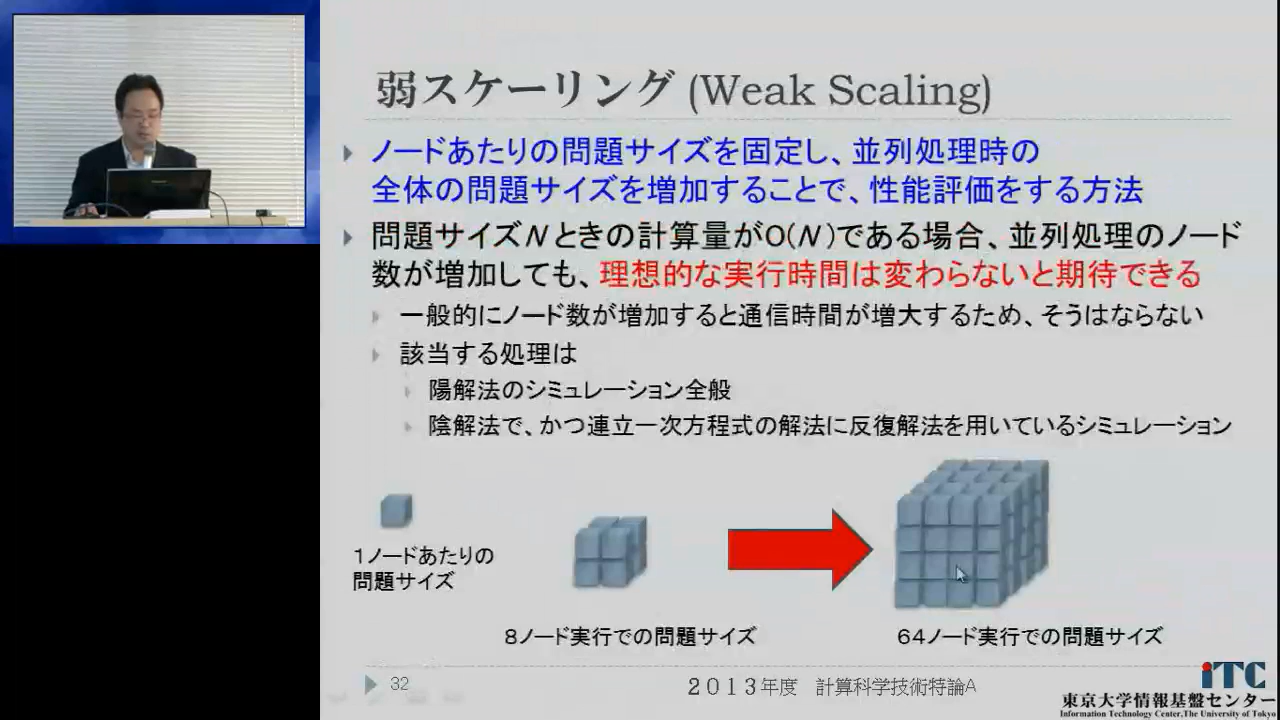 弱スケーリング (Weak Scaling)
ノードあたりの問題サイズを固定し、並列処理時の
全体の問題サイズを増加することで、性能評価をする方法
問題サイズNときの計算量がO(N)である場合、並列処理のノード
数が増加しても、理想的な実行時間は変わらないと期待できる
一般的にノード数が増加すると通信時間が増大するため、そうはならない
該当する処理は
陽解法のシミュレーション全般
陰解法で、かつ連立一次方程式の解法に反復解法を用いているシミュレーション
1ノードあたりの
問題サイズ
8ノード実行での問題サイズ
64ノード実行での問題サイズ
32
2013年度 計算科学技術特論A
iTC
東京大学情報基盤センター
Information Technology Center,The University of Tokyo